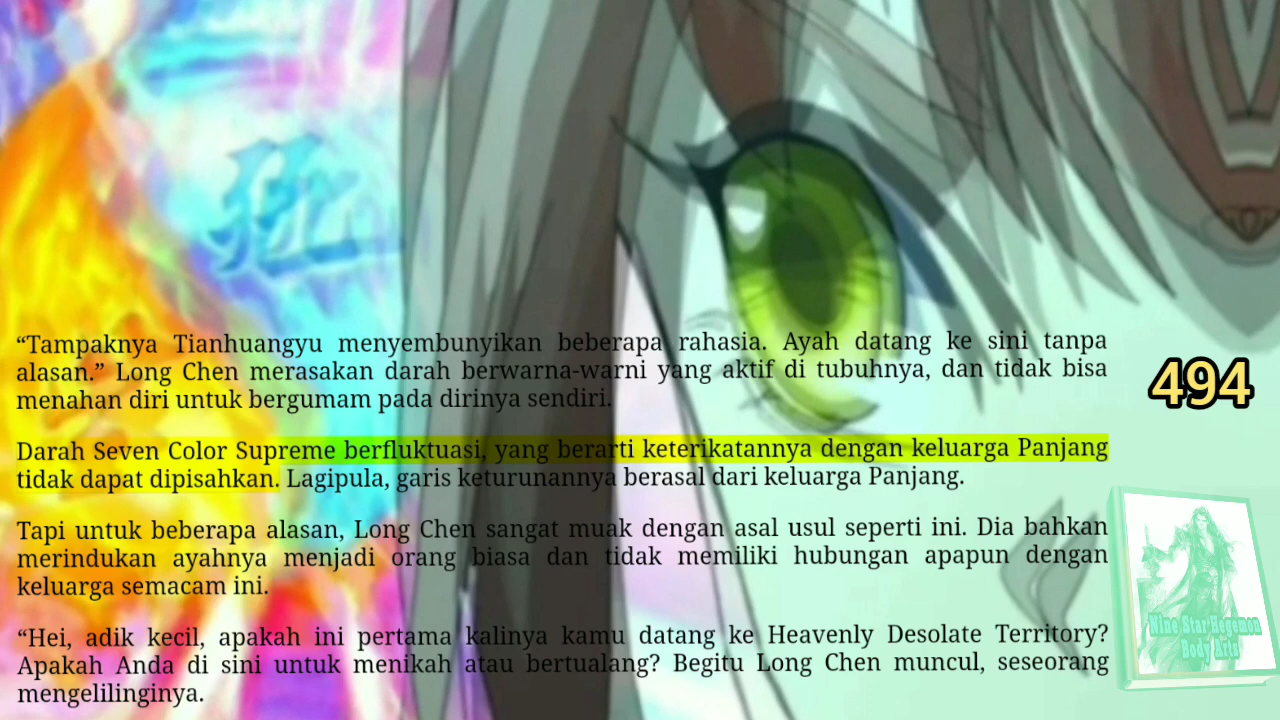 狂
“Tampaknya Tianhuangyu menyembunyikan beberapa rahasia. Ayah datang ke sini tanpa
alasan.” Long Chen merasakan darah berwarna-warni yang aktif di tubuhnya, dan tidak bisa
menahan diri untuk bergumam pada dirinya sendiri.
494
Darah Seven Color Supreme berfluktuasi, yang berarti keterikatannya dengan keluarga Panjang
tidak dapat dipisahkan. Lagipula, garis keturunannya berasal dari keluarga Panjang.
Tapi untuk beberapa alasan, Long Chen sangat muak dengan asal usul seperti ini. Dia bahkan
merindukan ayahnya menjadi orang biasa dan tidak memiliki hubungan apapun dengan
keluarga semacam ini.
“Hei, adik kecil, apakah ini pertama kalinya kamu datang ke Heavenly Desolate Territory?
Apakah Anda di sini untuk menikah atau bertualang? Begitu Long Chen muncul, seseorang
mengelilinginya.
Nine Star Hegemon
Body Arts